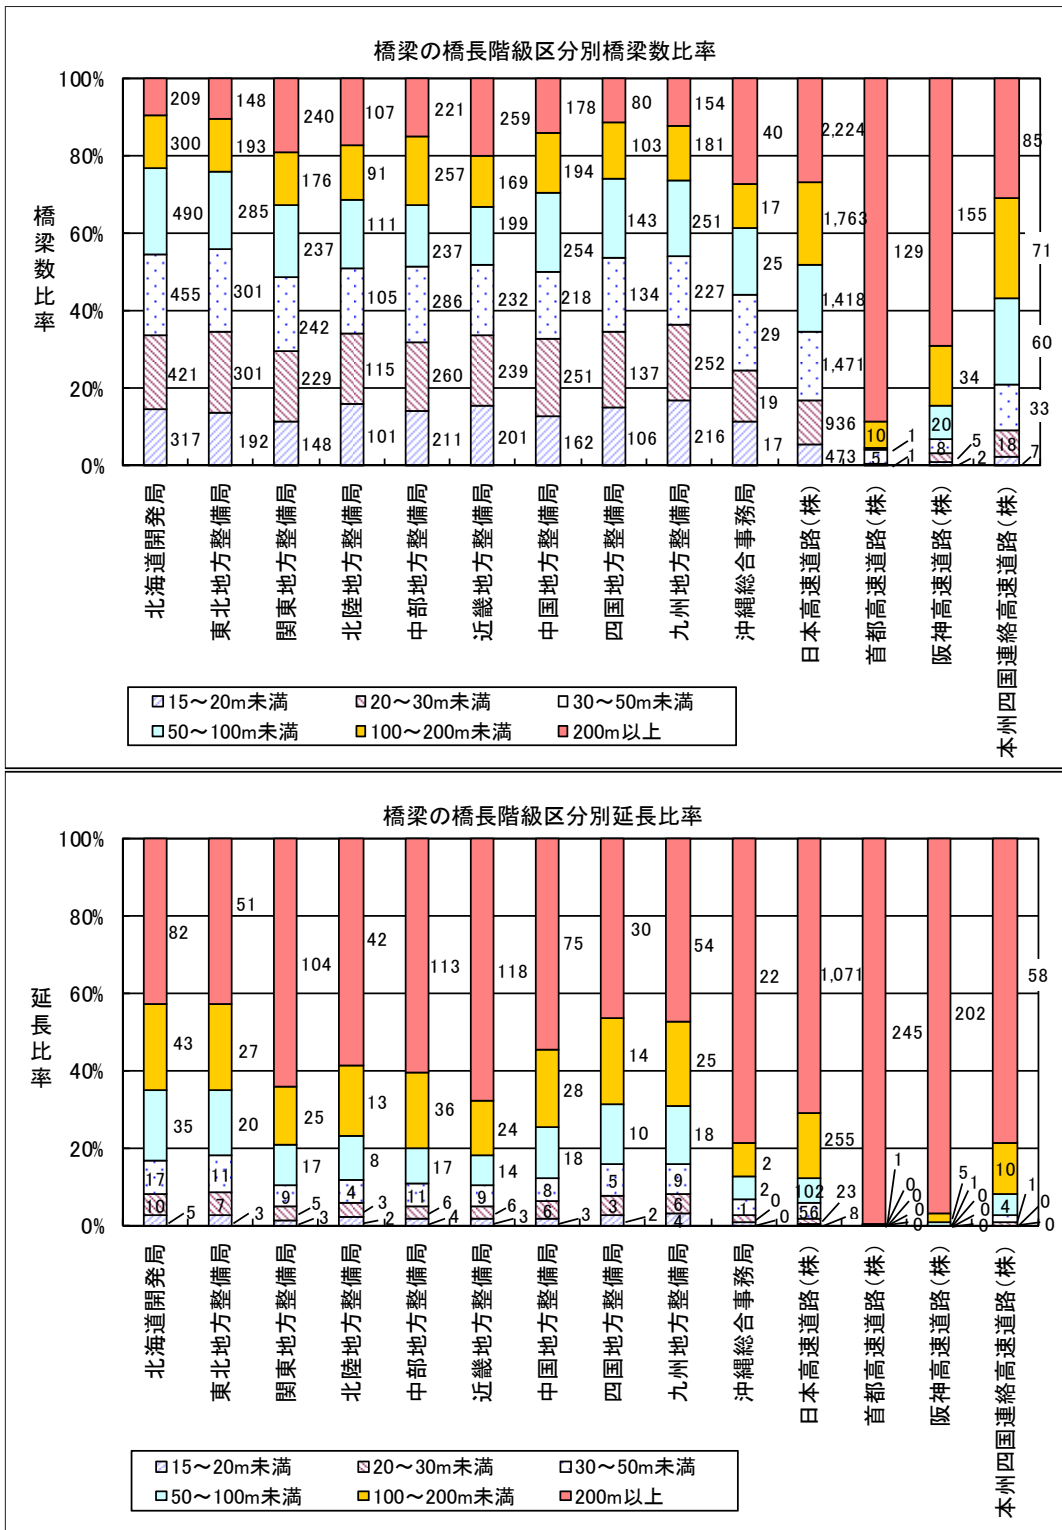 橋梁の橋長階級区分別橋梁数比率
橋梁数比率
100%
80%
60%
40%
20%
0%
209 148 240 107 221 259 178 80 154 40 2,224 129 155 85
300 193 176 91 257 169 194 103 181 17 1,763 10 34 71
490 285 237 111 237 199 254 143 251 25 1,418 1 20 60
455 301 242 105 286 232 218 134 227 29 1,471 5 8 33
421 301 229 115 260 239 251 137 252 19 936 1 5 18
317 192 148 101 211 201 162 106 216 17 473 2 7
北海道開発局
東北地方整備局
関東地方整備局
北陸地方整備局
中部地方整備局
近畿地方整備局
中国地方整備局
四国地方整備局
九州地方整備局
沖縄総合事務局
日本高速道路(株)
首都高速道路(株)
阪神高速道路(株)
本州四国連絡高速道路(株)
15～20m未満 20～30m未満 30～50m未満
50～100m未満 100～200m未満 200m以上
橋梁の橋長階級区分別延長比率
延長比率
100%
80%
60%
40%
20%
0%
82 51 104 42 113 118 75 30 54 22 1,071 245 202 58
43 27 25 13 36 24 28 14 25 2 255 1 5 10
35 20 17 8 17 14 18 10 18 2 102 0 1 4
17 11 9 4 11 9 8 5 9 1 56 0 0 1
10 7 5 3 6 6 6 3 6 0 23 0 0 0
5 3 3 2 4 3 3 2 4 0 8 0 0 0
北海道開発局
東北地方整備局
関東地方整備局
北陸地方整備局
中部地方整備局
近畿地方整備局
中国地方整備局
四国地方整備局
九州地方整備局
沖縄総合事務局
日本高速道路(株)
首都高速道路(株)
阪神高速道路(株)
本州四国連絡高速道路(株)
15～20m未満 20～30m未満 30～50m未満
50～100m未満 100～200m未満 200m以上